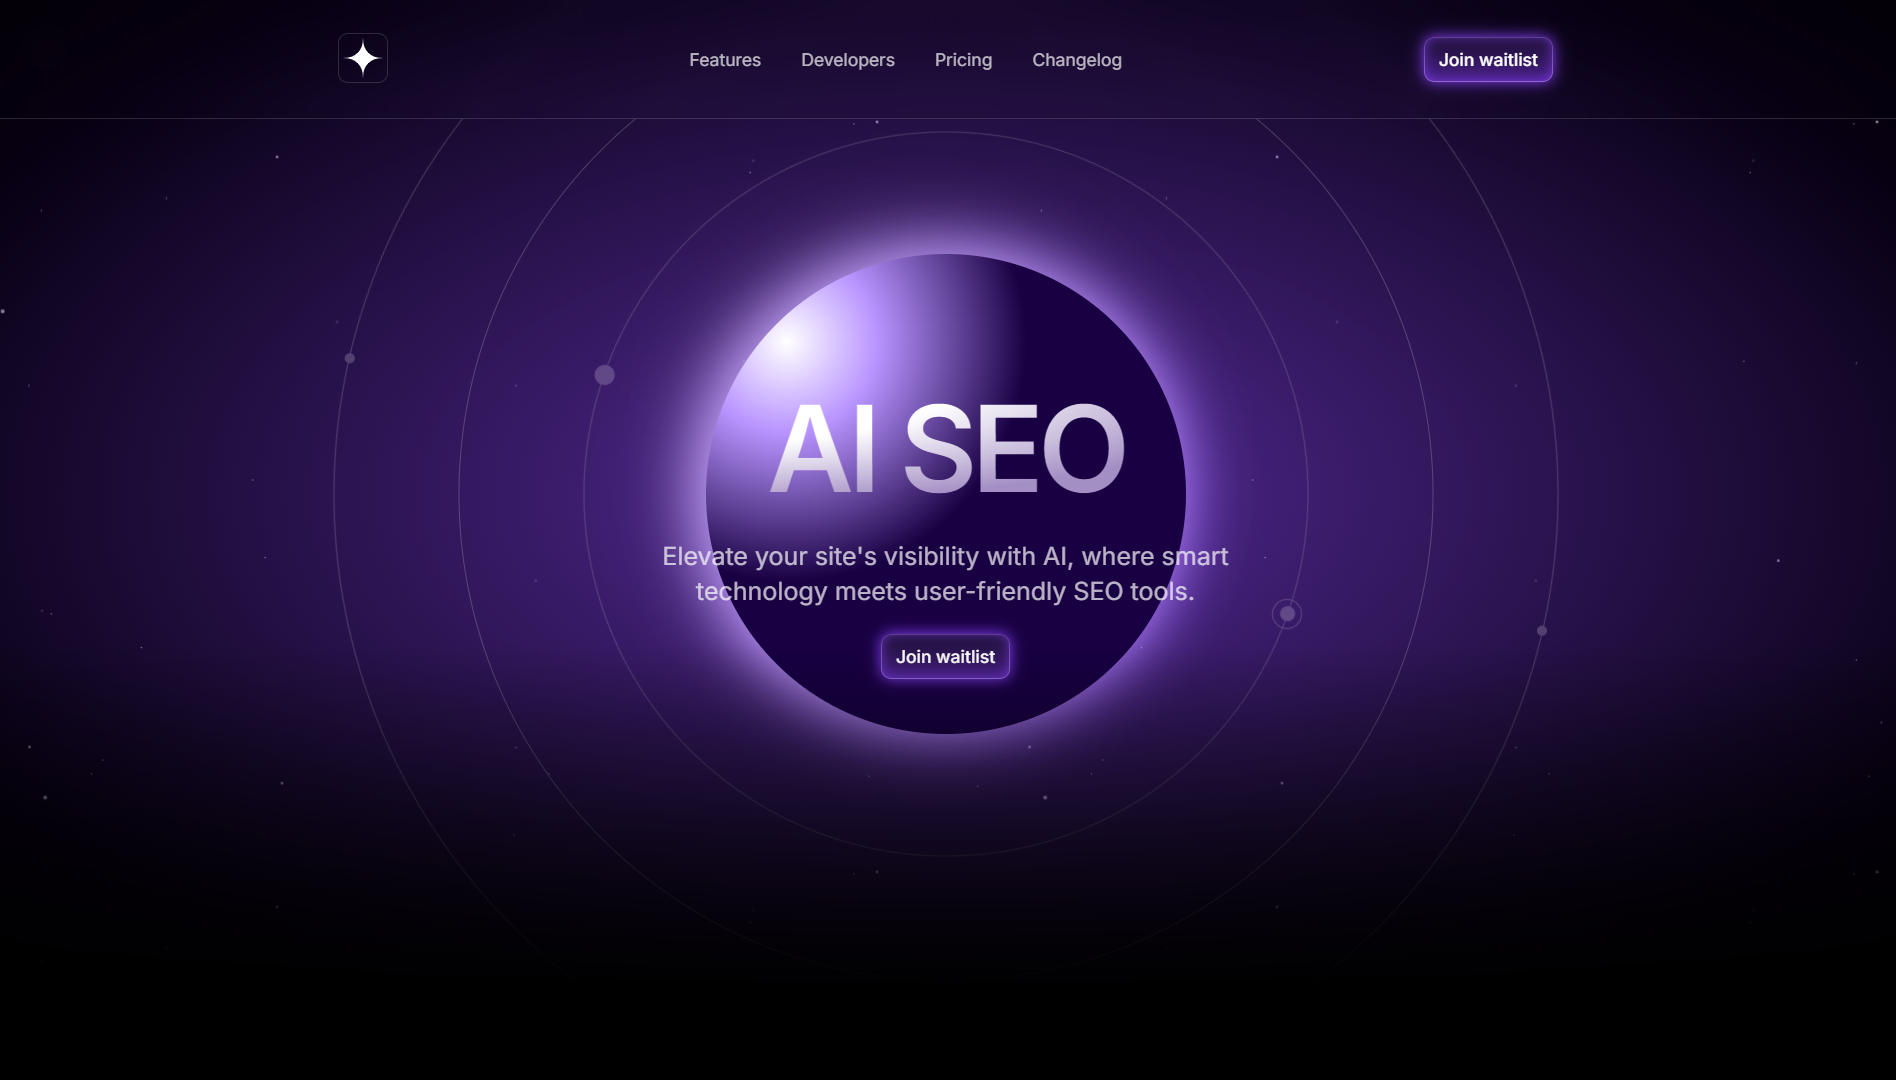 Features
Developers
Pricing
Changelog
Join waitlist
AI SEO
Elevate your site's visibility with AI, where smart
technology meets user-friendly SEO tools.
Join waitlist